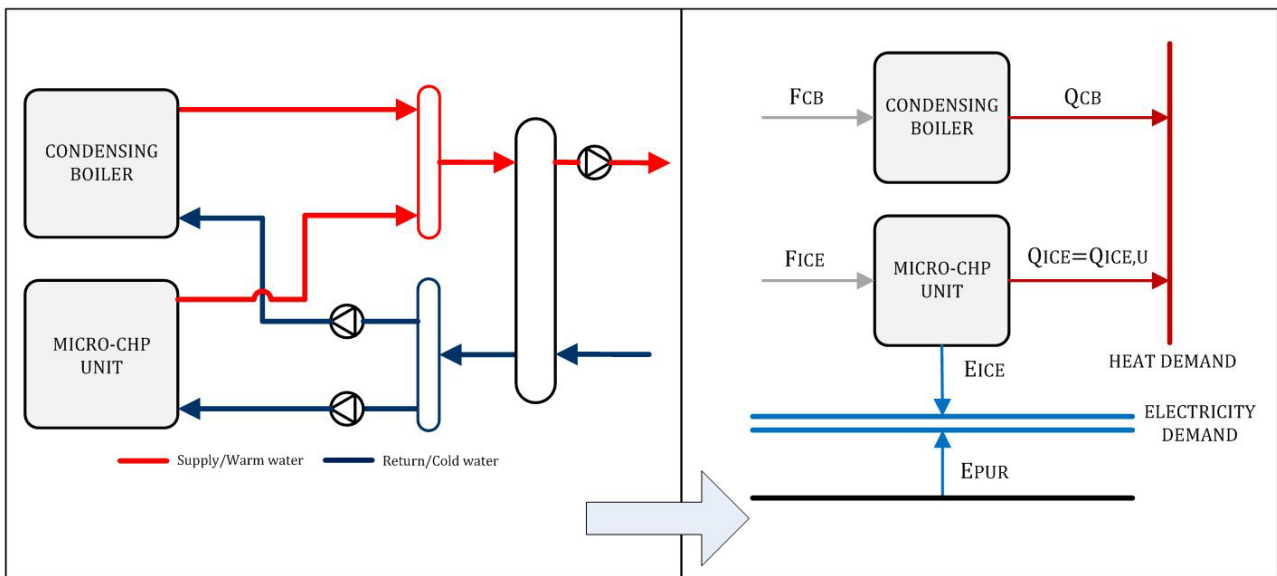 CONDENSING
BOILER
MICRO-CHP
UNIT
Supply/Warm water
Return/Cold water
FCB
CONDENSING
BOILER
QCB
FICE
MICRO-CHP
UNIT
QICE=QICE,U
HEAT DEMAND
EICE
ELECTRICITY
DEMAND
EPUR